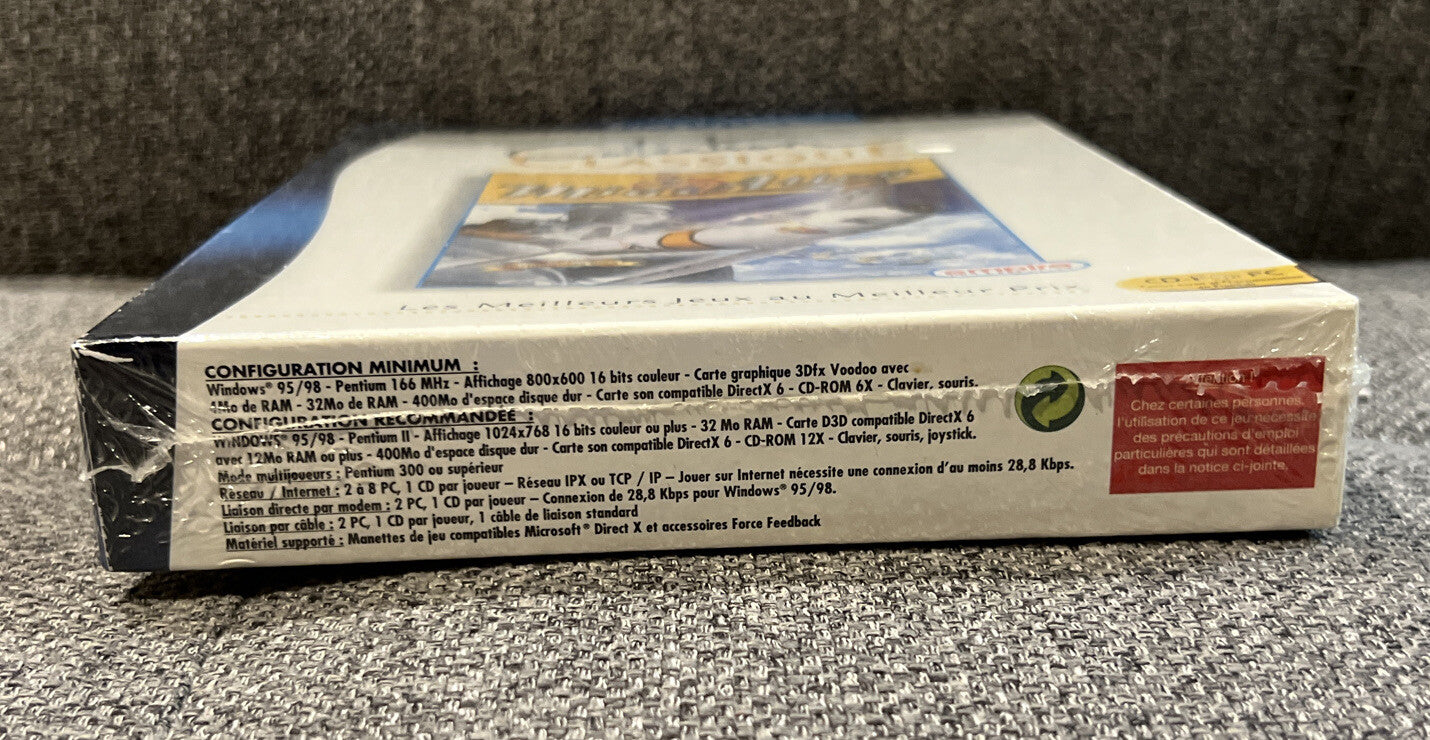 CLASSIQUE
empire
Les Meilleurs Jeux au Meilleur Prix
CD-ROM PC
CONFIGURATION MINIMUM :
Windows® 95/98 - Pentium 166 MHz - Affichage 800x600 16 bits couleur - Carte graphique 3Dfx Voodoo avec
4Mo de RAM - 32Mo de RAM - 400Mo d'espace disque dur - Carte son compatible DirectX 6 - CD-ROM 6X - Clavier, souris.
CONFIGURATION RECOMMANDÉE :
WINDOWS® 95/98 - Pentium II - Affichage 1024x768 16 bits couleur ou plus - 32 Mo RAM - Carte D3D compatible DirectX 6
avec 12Mo RAM ou plus - 400Mo d'espace disque dur - Carte son compatible DirectX 6 - CD-ROM 12X - Clavier, souris, joystick.
Mode multijoueurs : Pentium 300 ou supérieur
Réseau / Internet : 2 à 8 PC, 1 CD par joueur – Réseau IPX ou TCP / IP – Jouer sur Internet nécessite une connexion d'au moins 28,8 Kbps.
Liaison directe par modem : 2 PC, 1 CD par joueur – Connexion de 28,8 Kbps pour Windows® 95/98.
Liaison par câble : 2 PC, 1 CD par joueur, 1 câble de liaison standard
Matériel supporté : Manettes de jeu compatibles Microsoft® Direct X et accessoires Force Feedback
Chez certaines personnes,
l'utilisation de ce jeu nécessite
des précautions d'emploi
particulières qui sont détaillées
dans la notice ci-jointe.